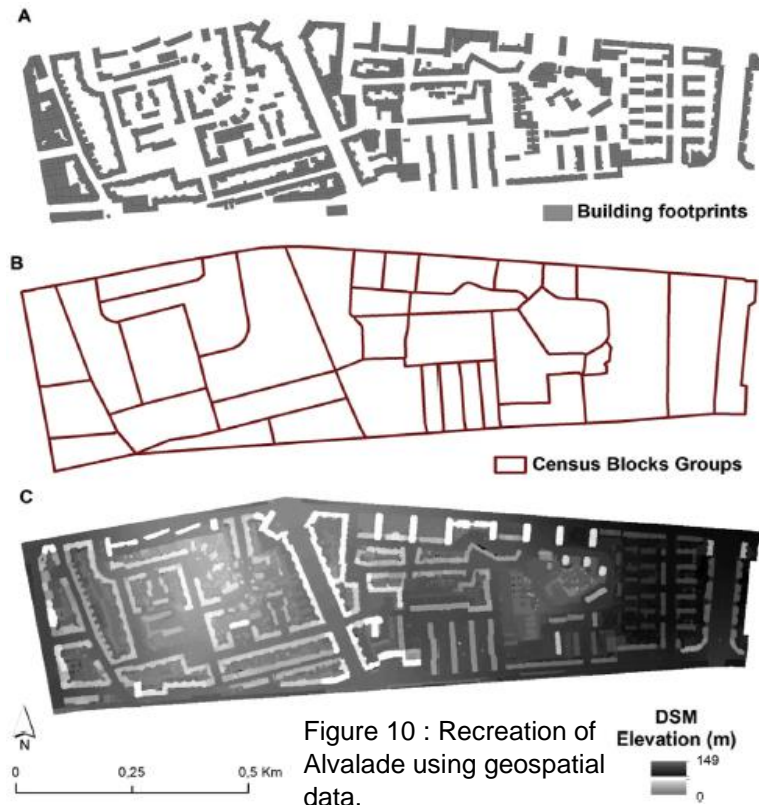 A
Building footprints
B
Census Blocks Groups
C
N
0 0,25 0,5 Km
Figure 10 : Recreation of
Alvalade using geospatial
data.
DSM
Elevation (m)
149
0